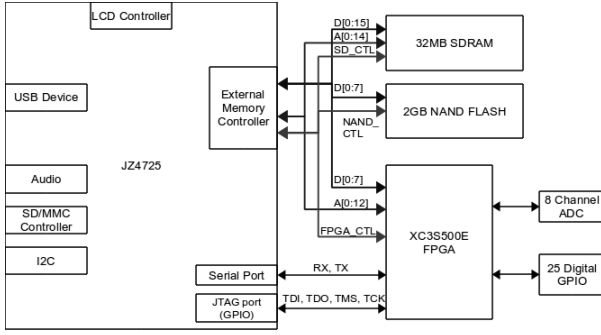 LCD Controller
D[0:15]
A[0:14]
SD_CTL
32MB SDRAM
USB Device
External
Memory
Controller
D[0:7]
NAND_
CTL
2GB NAND FLASH
JZ4725
Audio
SD/MMC
Controller
I2C
D[0:7]
A[0:12]
FPGA_CTL
XC3S500E
FPGA
8 Channel
ADC
25 Digital
GPIO
Serial Port
RX, TX
JTAG port
(GPIO)
TDI, TDO, TMS, TCK